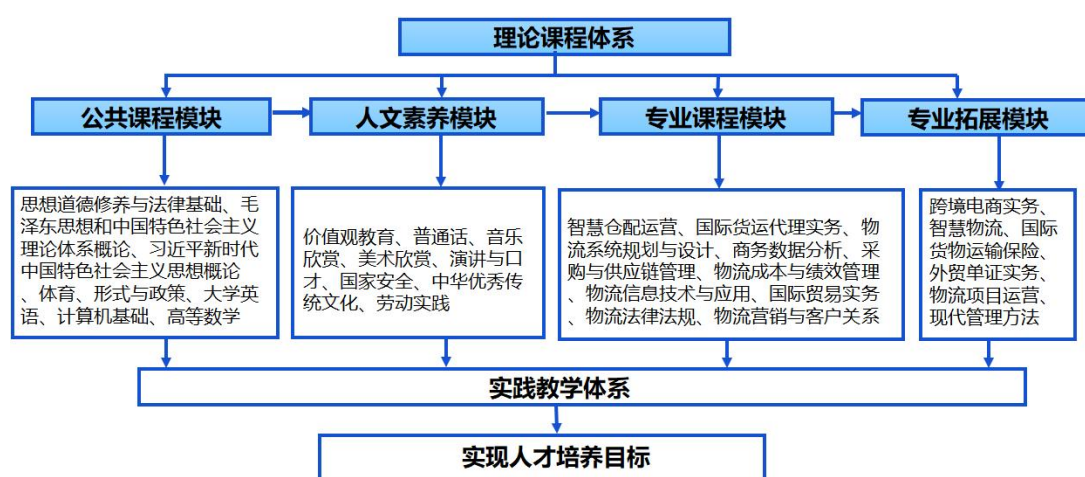 理论课程体系
公共课程模块
人文素养模块
专业课程模块
专业拓展模块
思想道德修养与法律基础、毛
泽东思想和中国特色社会主义
理论体系概论、习近平新时代
中国特色社会主义思想概论
、体育、形式与政策、大学英
语、计算机基础、高等数学
价值观教育、普通话、音乐
欣赏、美术欣赏、演讲与口
才、国家安全、中华优秀传
统文化、劳动实践
智慧仓配运营、国际货运代理实务、物
流系统规划与设计、商务数据分析、采
购与供应链管理、物流成本与绩效管理
、物流信息技术与应用、国际贸易实务
、物流法律法规、物流营销与客户关系
跨境电商实务、
智慧物流、国际
货物运输保险、
外贸单证实务、
物流项目运营、
现代管理方法
实践教学体系
实现人才培养目标